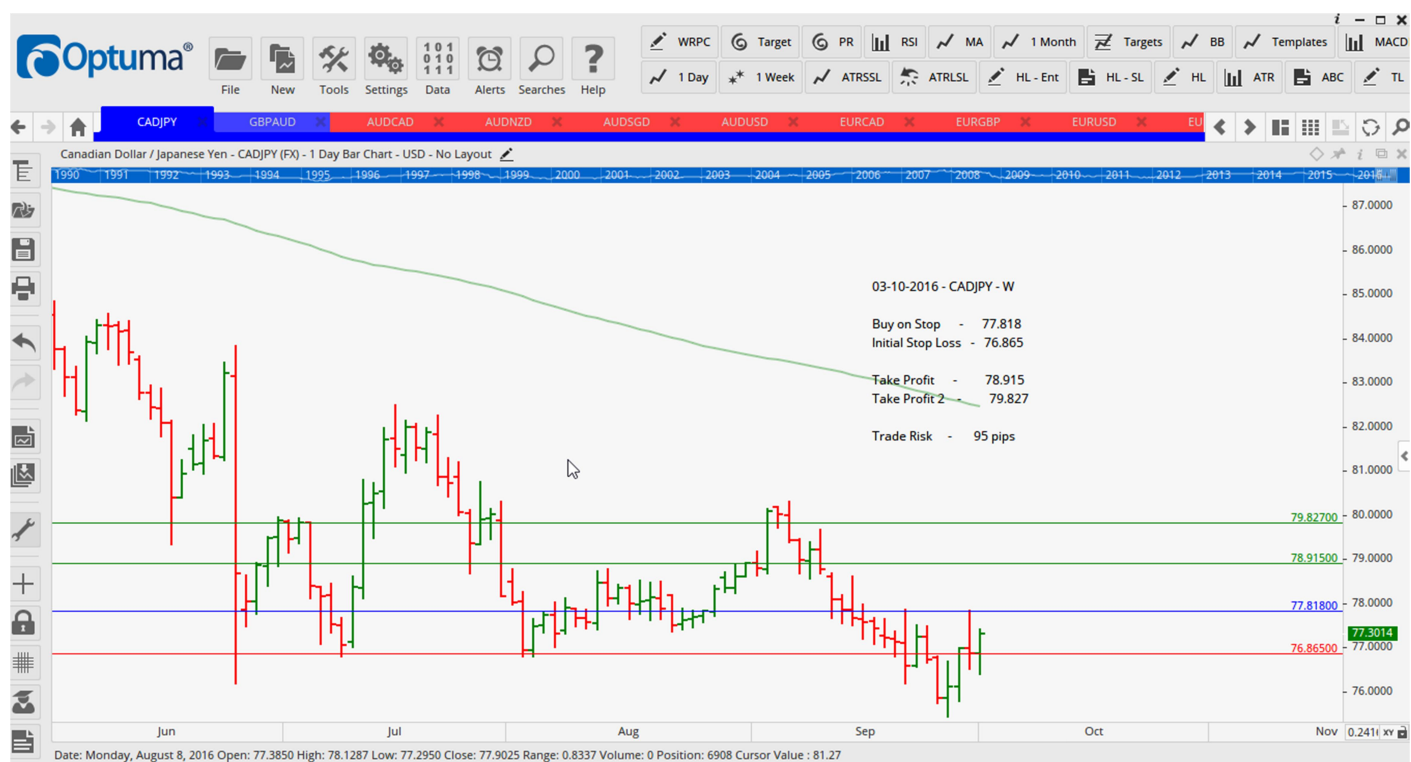 i
Optuma®
File
New
Tools
Settings
101
010
111
Data
Alerts
Searches
?
Help
WRPC
Target
PR
RSI
MA
1 Month
Targets
BB
Templates
MACD
1 Day
1 Week
ATRSSL
ATRLSL
HL - Ent
HL - SL
HL
ATR
ABC
TL
CADJPY
GBPAUD
AUDCAD
AUDNZD
AUDSGD
AUDUSD
EURCAD
EURGBP
EURUSD
EU
Canadian Dollar / Japanese Yen - CADJPY (FX) - 1 Day Bar Chart - USD - No Layout
i
1990 1991 1992 1993 1994 1995 1996 1997 1998 1999 2000 2001 2002 2003 2004 2005 2006 2007 2008 2009 2010 2011 2012 2013 2014 2015
87.0000
86.0000
85.0000
84.0000
83.0000
82.0000
81.0000
80.0000
79.0000
78.0000
77.3014
77.0000
76.0000
03-10-2016 - CADJPY - W
Buy on Stop - 77.818
Initial Stop Loss - 76.865
Take Profit - 78.915
Take Profit 2 - 79.827
Trade Risk - 95 pips
79.82700
78.91500
77.81800
76.86500
Jun Jul Aug Sep Oct Nov
XY
Date: Monday, August 8, 2016 Open: 77.3850 High: 78.1287 Low: 77.2950 Close: 77.9025 Range: 0.8337 Volume: 0 Position: 6908 Cursor Value : 81.27